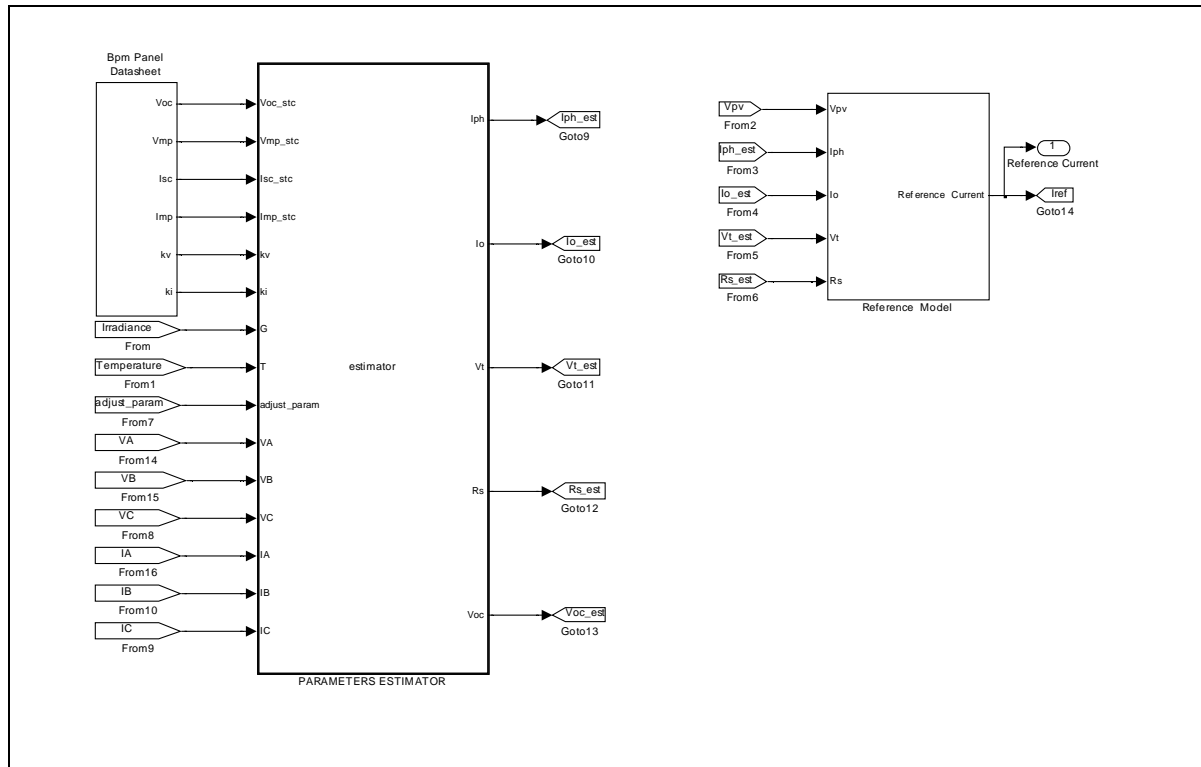 Bpm Panel
Datasheet
Voc
Vmp
Isc
Imp
kv
ki
Irradiance
From
Temperature
From1
adjust_param
From7
VA
From14
VB
From15
VC
From8
IA
From16
IB
From10
IC
From9
Voc_stc
Vmp_stc
Isc_stc
Imp_stc
kv
ki
G
T
adjust_param
VA
VB
VC
IA
IB
IC
estimator
Iph
Io
Vt
Rs
Voc
PARAMETERS ESTIMATOR
Iph_est
Goto9
Io_est
Goto10
Vt_est
Goto11
Rs_est
Goto12
Voc_est
Goto13
Vpv
From2
Iph_est
From3
Io_est
From4
Vt_est
From5
Rs_est
From6
Vpv
Iph
Io
Vt
Rs
Reference Current
Reference Model
1
Reference Current
Iref
Goto14